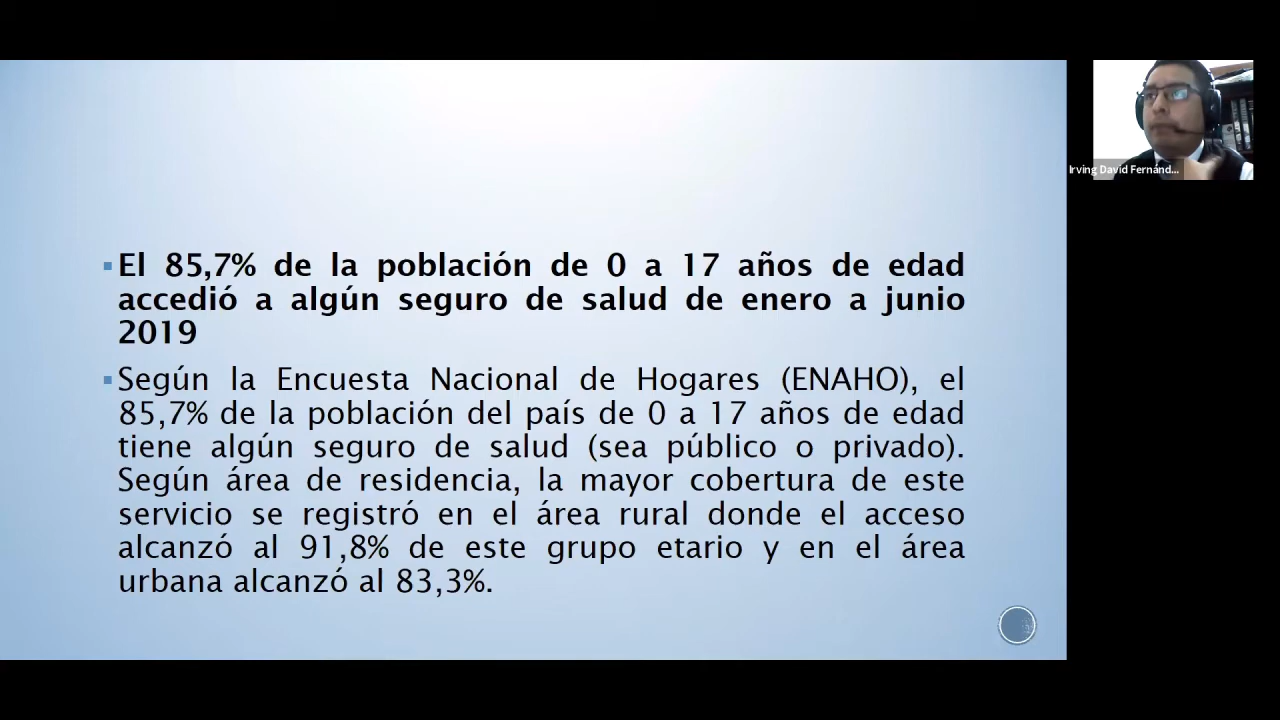 ▪El 85,7% de la población de 0 a 17 años de edad
accedió a algún seguro de salud de enero a junio
2019
▪Según la Encuesta Nacional de Hogares (ENAHO), el
85,7% de la población del país de 0 a 17 años de edad
tiene algún seguro de salud (sea público o privado).
Según área de residencia, la mayor cobertura de este
servicio se registró en el área rural donde el acceso
alcanzó al 91,8% de este grupo etario y en el área
urbana alcanzó al 83,3%.
Irving David Fernánd...